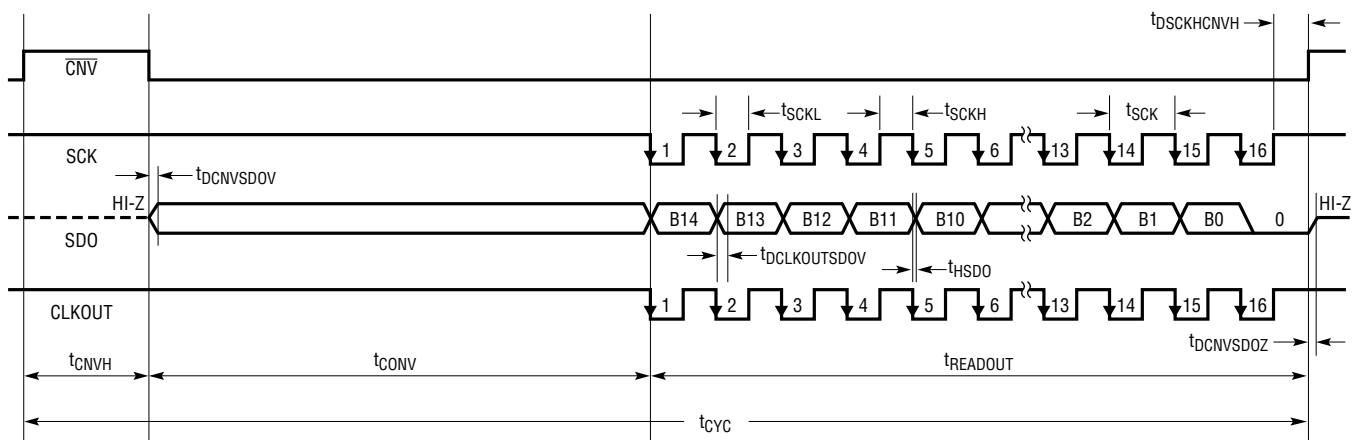 tDSCKHCNVH
CNV
tSCKL
tSCKH
tSCK
SCK
1 2 3 4 5 6 13 14 15 16
tDCNVSDOV
HI-Z
HI-Z
SDO
B14 B13 B12 B11 B10 B2 B1 B0 0
tDCLKOUTSDOV
tHSDO
CLKOUT
1 2 3 4 5 6 13 14 15 16
tDCNVSDOZ
tCNVH
tCONV
tREADOUT
tCYC